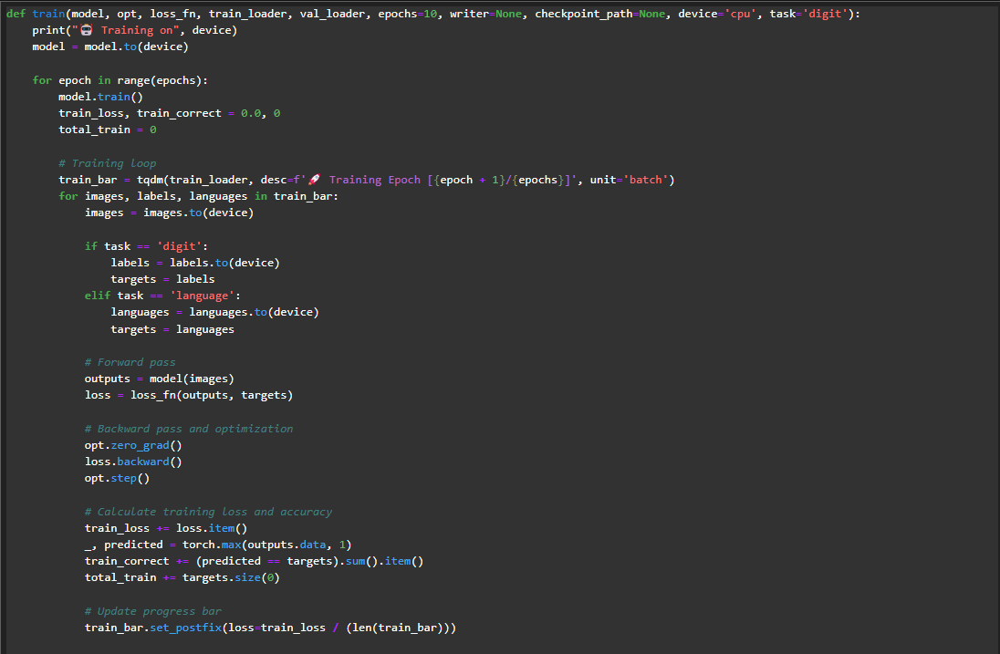 def train(model, opt, loss_fn, train_loader, val_loader, epochs=10, writer=None, checkpoint_path=None, device='cpu', task='digit'):
    print("🤖 Training on", device)
    model = model.to(device)

    for epoch in range(epochs):
        model.train()
        train_loss, train_correct = 0.0, 0
        total_train = 0

        # Training loop
        train_bar = tqdm(train_loader, desc=f'🚀 Training Epoch [{epoch + 1}/{epochs}]', unit='batch')
        for images, labels, languages in train_bar:
            images = images.to(device)

            if task == 'digit':
                labels = labels.to(device)
                targets = labels
            elif task == 'language':
                languages = languages.to(device)
                targets = languages

            # Forward pass
            outputs = model(images)
            loss = loss_fn(outputs, targets)

            # Backward pass and optimization
            opt.zero_grad()
            loss.backward()
            opt.step()

            # Calculate training loss and accuracy
            train_loss += loss.item()
            _, predicted = torch.max(outputs.data, 1)
            train_correct += (predicted == targets).sum().item()
            total_train += targets.size(0)

            # Update progress bar
            train_bar.set_postfix(loss=train_loss / (len(train_bar)))